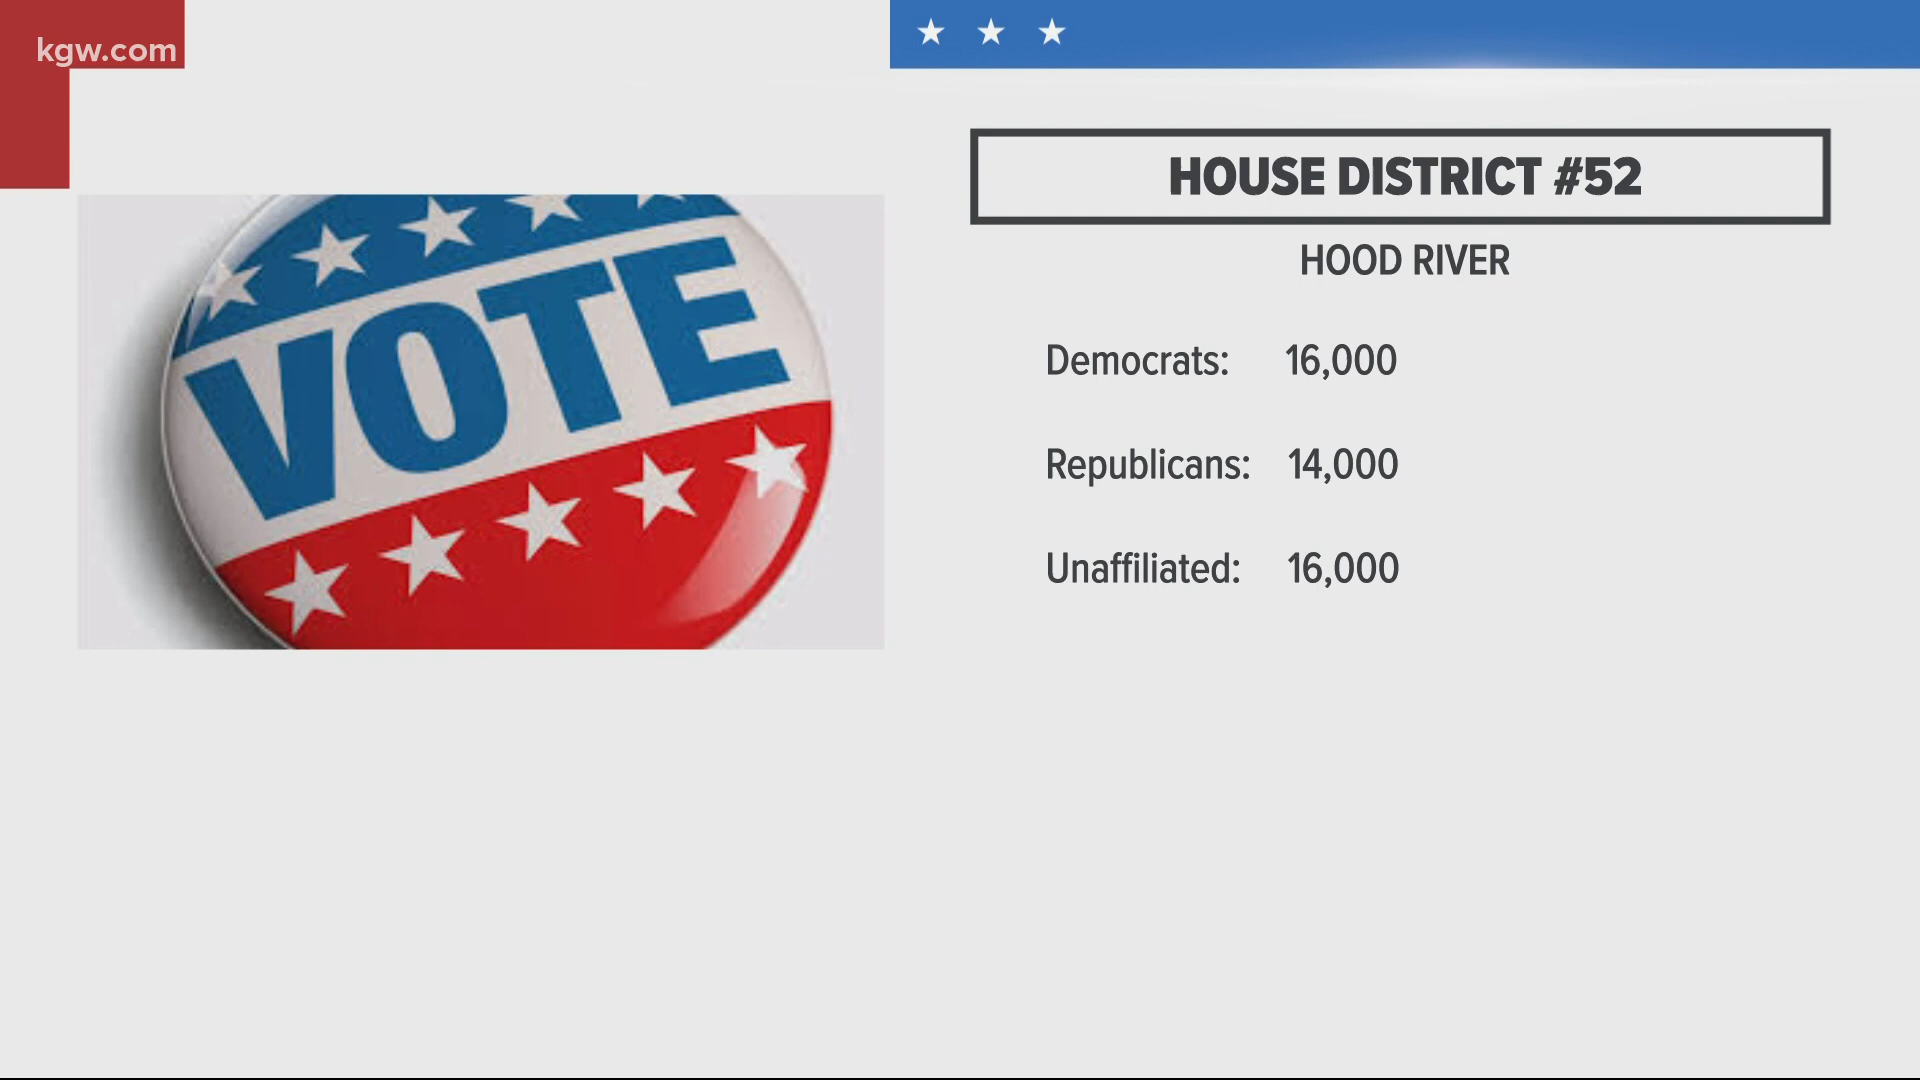 kgw.com
VOTE
HOUSE DISTRICT #52
HOOD RIVER
Democrats: 16,000
Republicans: 14,000
Unaffiliated: 16,000